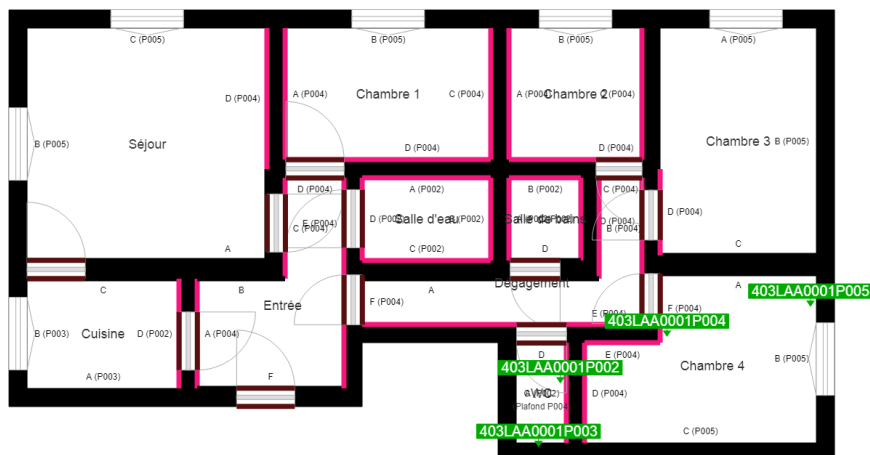 C (P005)
B (P005)
B (P005)
A (P005)
D (P004)
A (P004)
Chambre 1
C (P004)
A (P004)
Chambre 2
C (P004)
Séjour
B (P005)
D (P004)
D (P004)
Chambre 3
B (P005)
D (P004)
A (P002)
B (P002)
C (P004)
E (P004)
C (P004)
D (P004)
Salle d'eau
B (P002)
Salle de bains
D (P004)
B (P004)
D (P004)
A
C (P002)
D
C
C
B
Entrée
F (P004)
A
Dégagement
E (P004)
F (P004)
A
403LAA0001P005
403LAA0001P004
B (P003)
Cuisine
D (P002)
A (P004)
A (P003)
F
D
E (P004)
403LAA0001P002
WC
(Plafond P004)
D (P004)
Chambre 4
B (P005)
403LAA0001P003
C (P005)